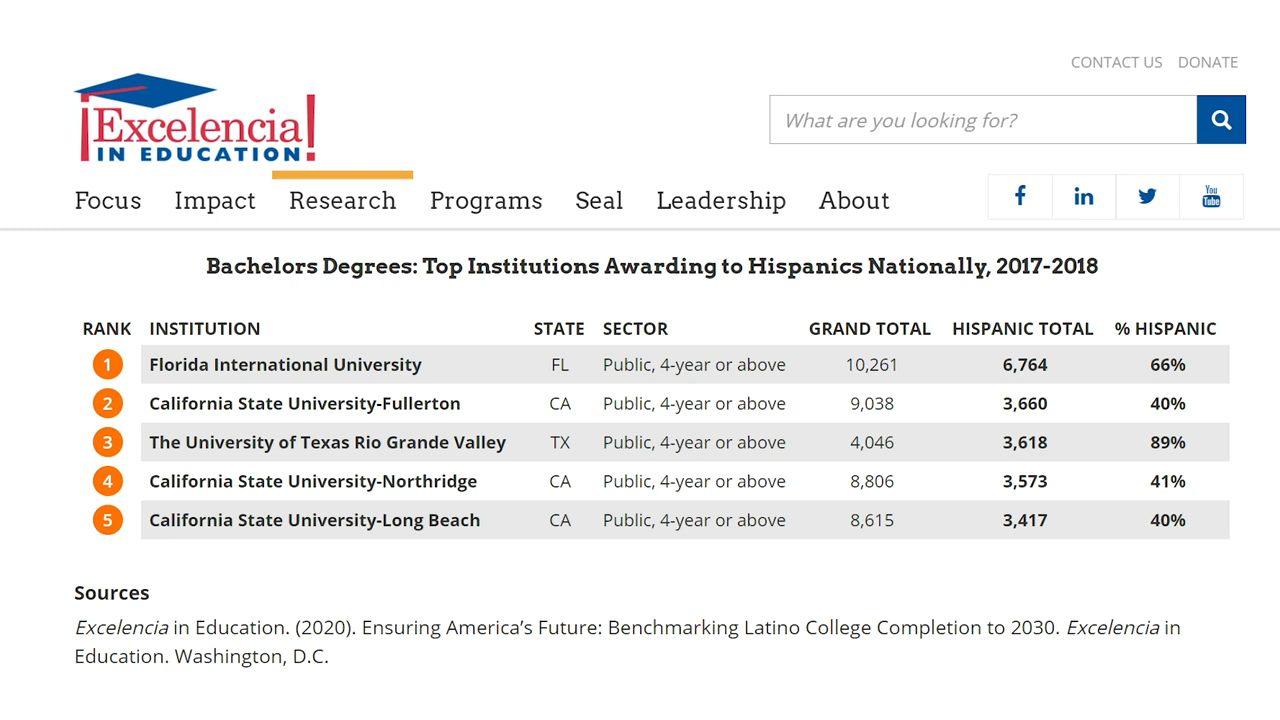 CONTACT US DONATE
¡Excelencia!
IN EDUCATION
What are you looking for?
Focus Impact Research Programs Seal Leadership About
f in You Tube
Bachelors Degrees: Top Institutions Awarding to Hispanics Nationally, 2017-2018
RANK INSTITUTION STATE SECTOR GRAND TOTAL HISPANIC TOTAL % HISPANIC
1 Florida International University FL Public, 4-year or above 10,261 6,764 66%
2 California State University-Fullerton CA Public, 4-year or above 9,038 3,660 40%
3 The University of Texas Rio Grande Valley TX Public, 4-year or above 4,046 3,618 89%
4 California State University-Northridge CA Public, 4-year or above 8,806 3,573 41%
5 California State University-Long Beach CA Public, 4-year or above 8,615 3,417 40%
Sources
Excelencia in Education. (2020). Ensuring America’s Future: Benchmarking Latino College Completion to 2030. Excelencia in
Education. Washington, D.C.